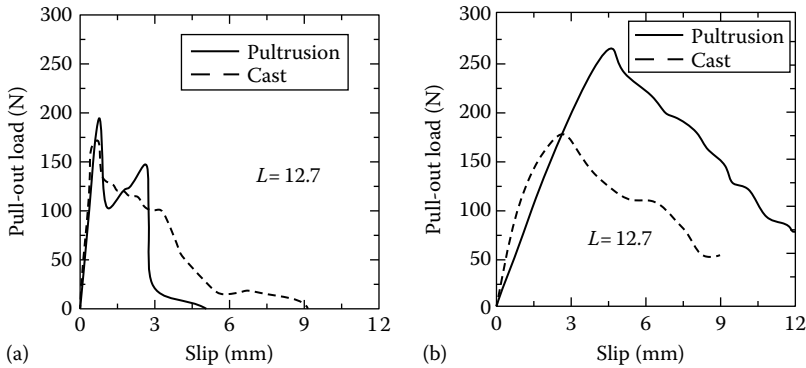 300
250
200
150
100
50
0
Pull-out load (N)
Pultrusion
Cast
L= 12.7
0 3 6 9 12
Slip (mm)
(a)
300
250
200
150
100
50
0
Pull-out load (N)
Pultrusion
Cast
L= 12.7
0 3 6 9 12
Slip (mm)
(b)